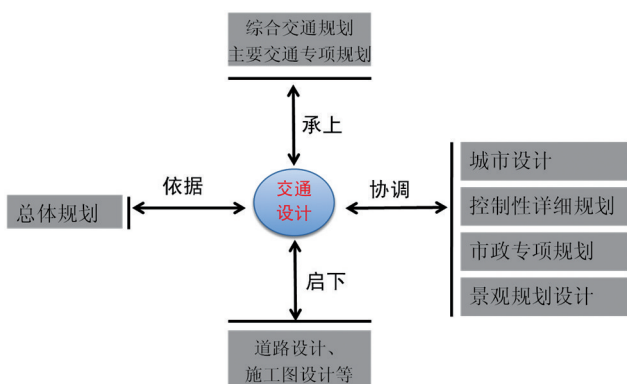 综合交通规划
主要交通专项规划
承上
城市设计
依据
交通
设计
协调
控制性详细规划
总体规划
市政专项规划
启下
景观规划设计
道路设计、
施工图设计等